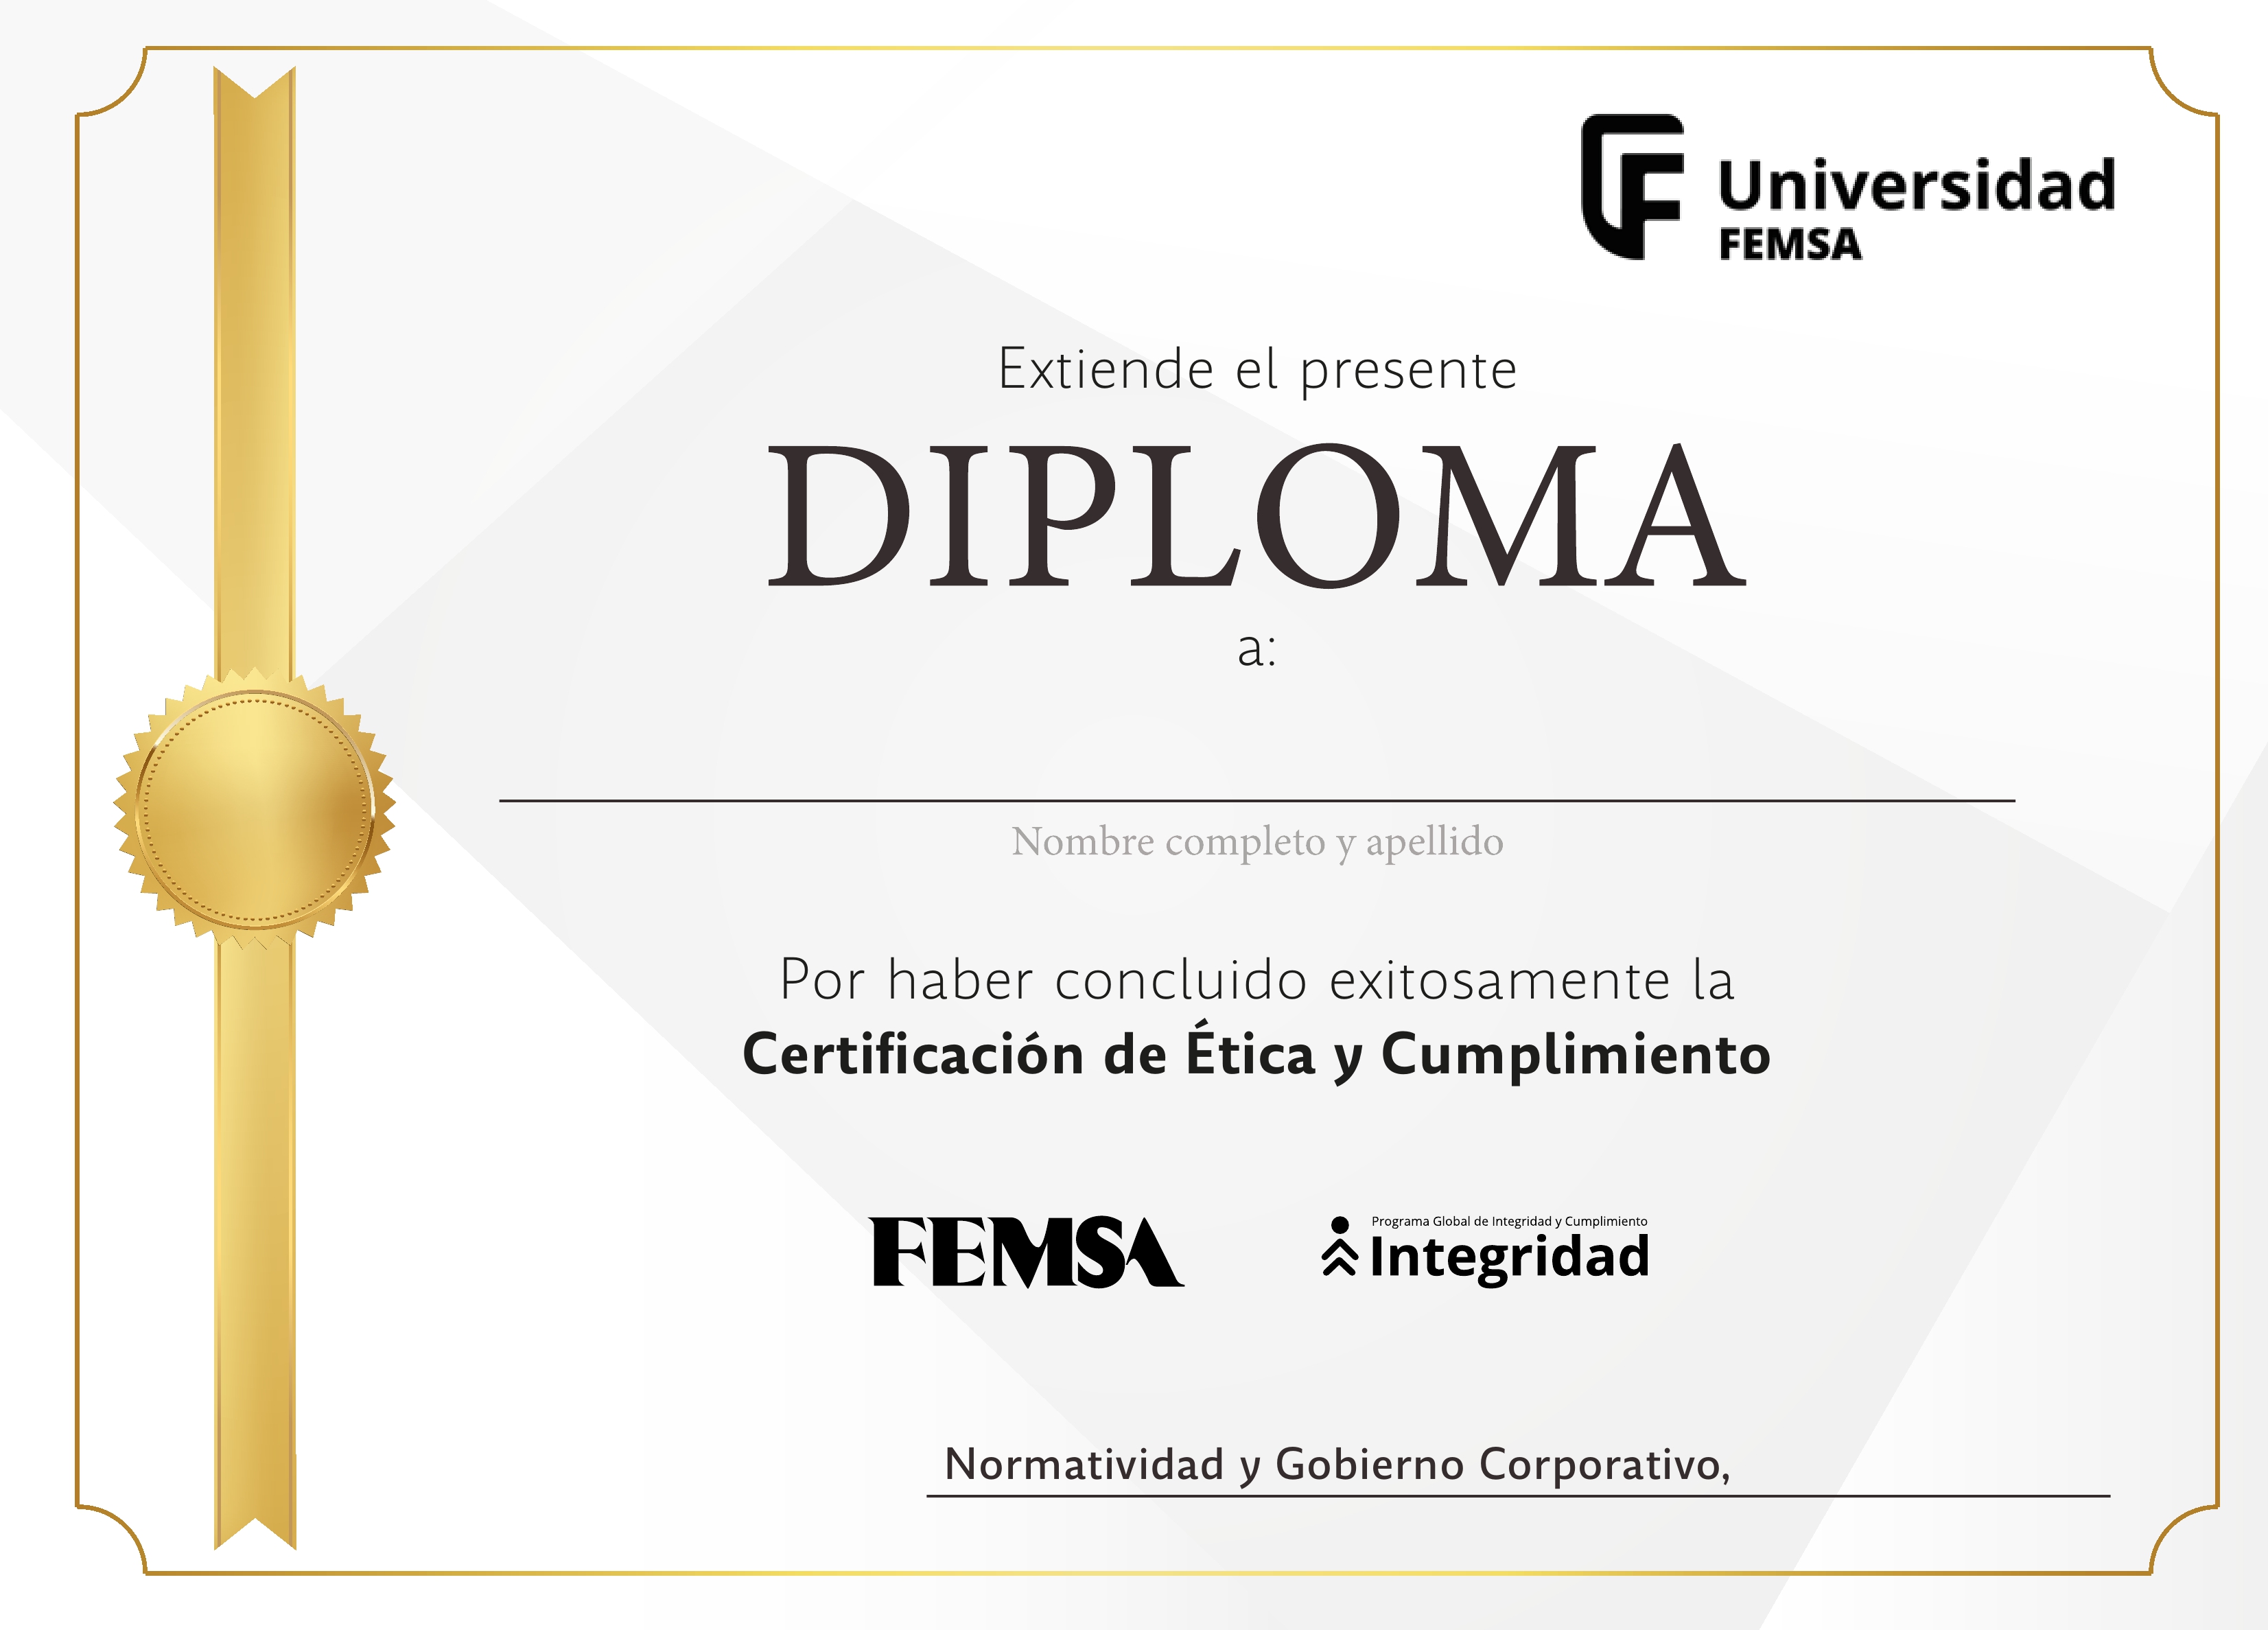 Universidad
FEMSA
Extiende el presente
DIPLOMA
a:
Nombre completo y apellido
Por haber concluido exitosamente la
Certificación de Ética y Cumplimiento
FEMSA
Programa Global de Integridad y Cumplimiento
Integridad
Normatividad y Gobierno Corporativo,